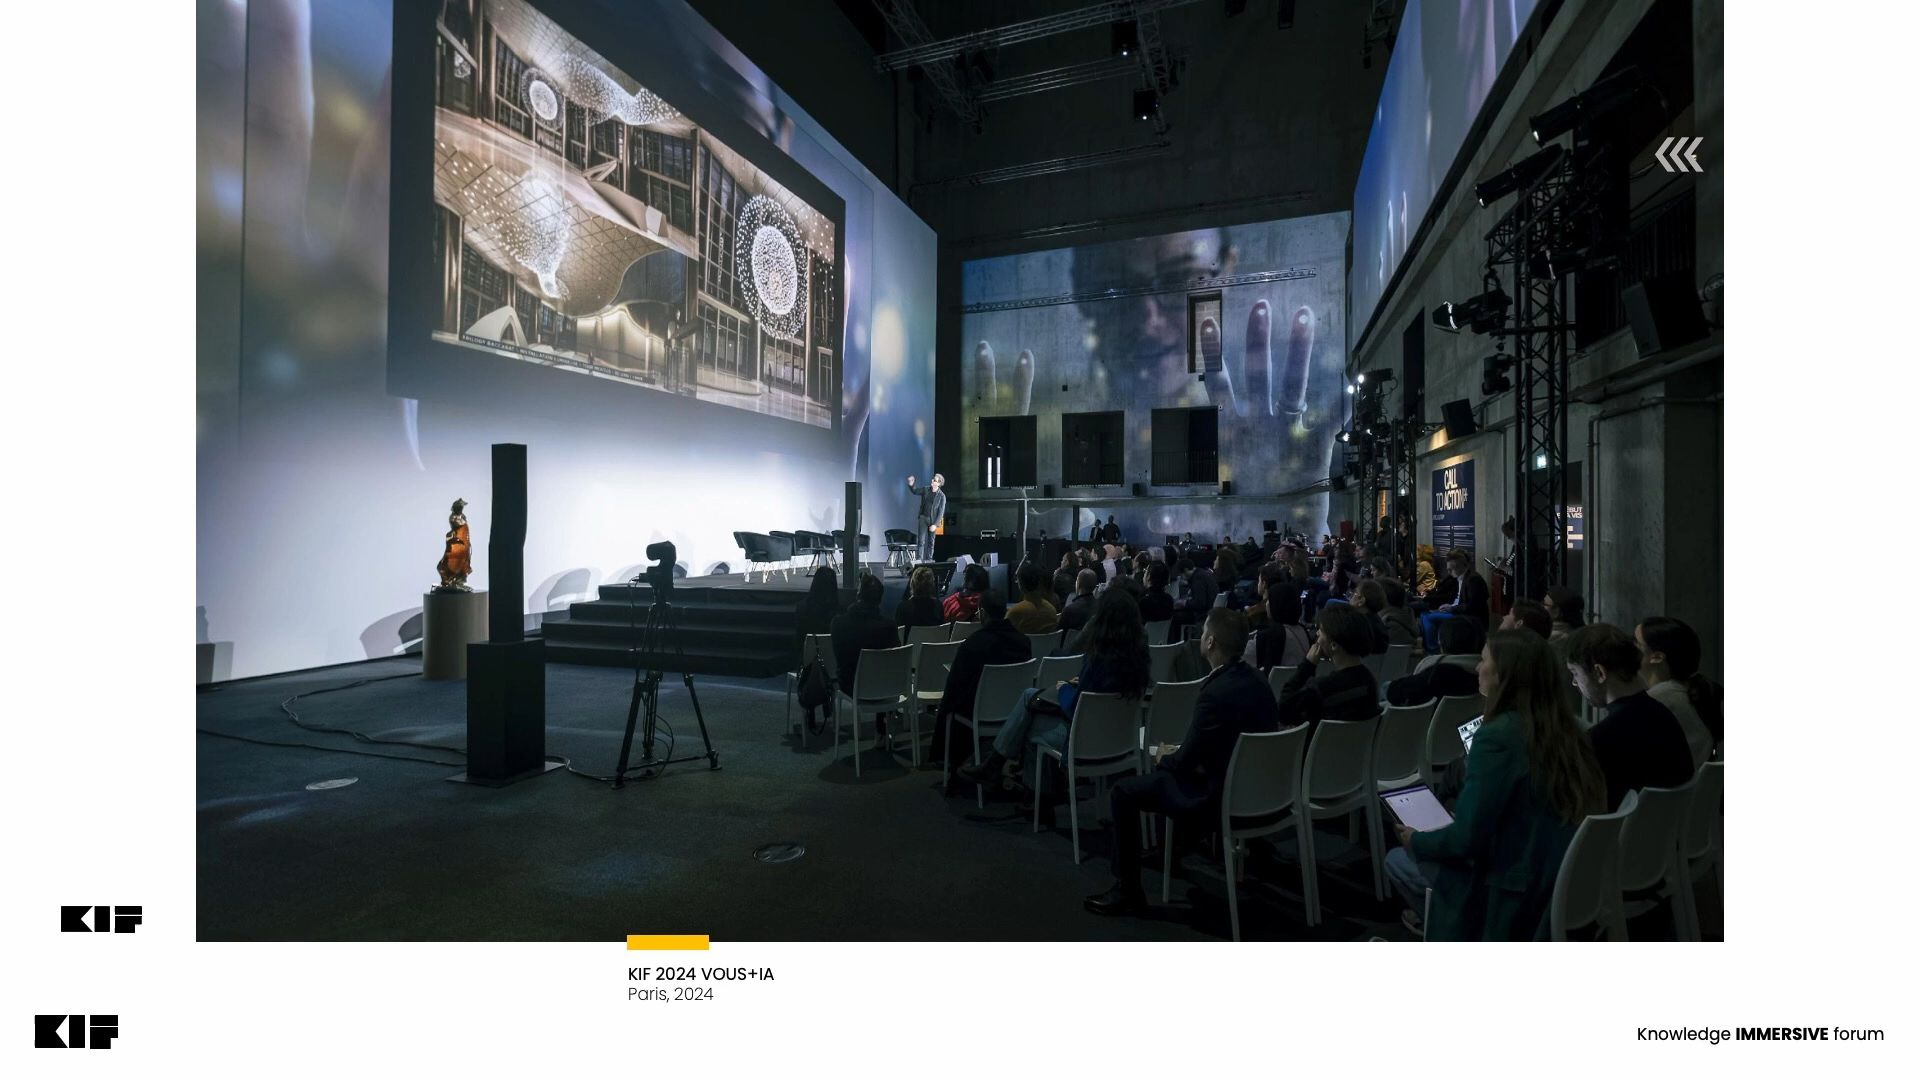 CALL
TO ACTION
KIF
KIF 2024 VOUS+IA
Paris, 2024
KIF
Knowledge IMMERSIVE forum